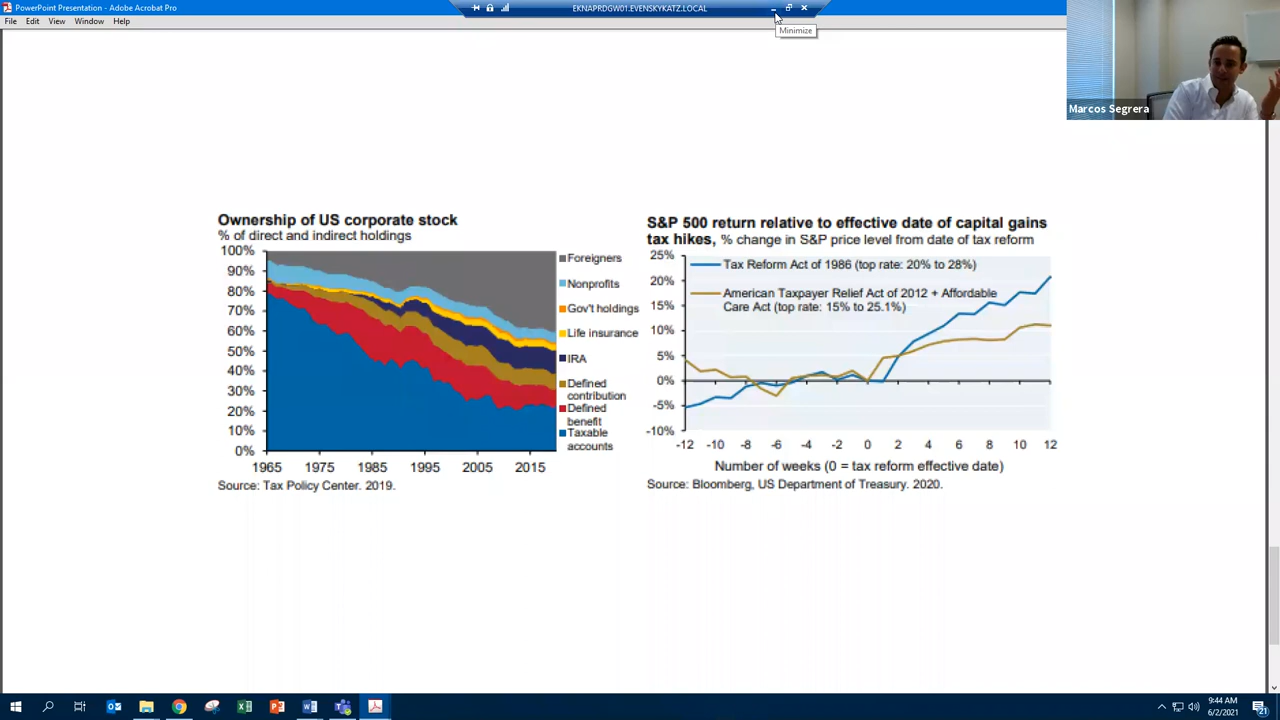 PowerPoint Presentation - Adobe Acrobat Pro
EKNAPRDGW01.EVENSKYKATZ.LOCAL
File Edit View Window Help
Minimize
Marcos Segrera
Ownership of US corporate stock
% of direct and indirect holdings
100%
90%
80%
70%
60%
50%
40%
30%
20%
10%
0%
1965 1975 1985 1995 2005 2015
Foreigners
Nonprofits
Gov't holdings
Life insurance
IRA
Defined
contribution
Defined
benefit
Taxable
accounts
Source: Tax Policy Center. 2019.
S&P 500 return relative to effective date of capital gains
tax hikes, % change in S&P price level from date of tax reform
25%
20%
15%
10%
5%
0%
-5%
-10%
Tax Reform Act of 1986 (top rate: 20% to 28%)
American Taxpayer Relief Act of 2012 + Affordable
Care Act (top rate: 15% to 25.1%)
-12 -10 -8 -6 -4 -2 0 2 4 6 8 10 12
Number of weeks (0 = tax reform effective date)
Source: Bloomberg, US Department of Treasury. 2020.
9:44 AM
6/2/2021
21